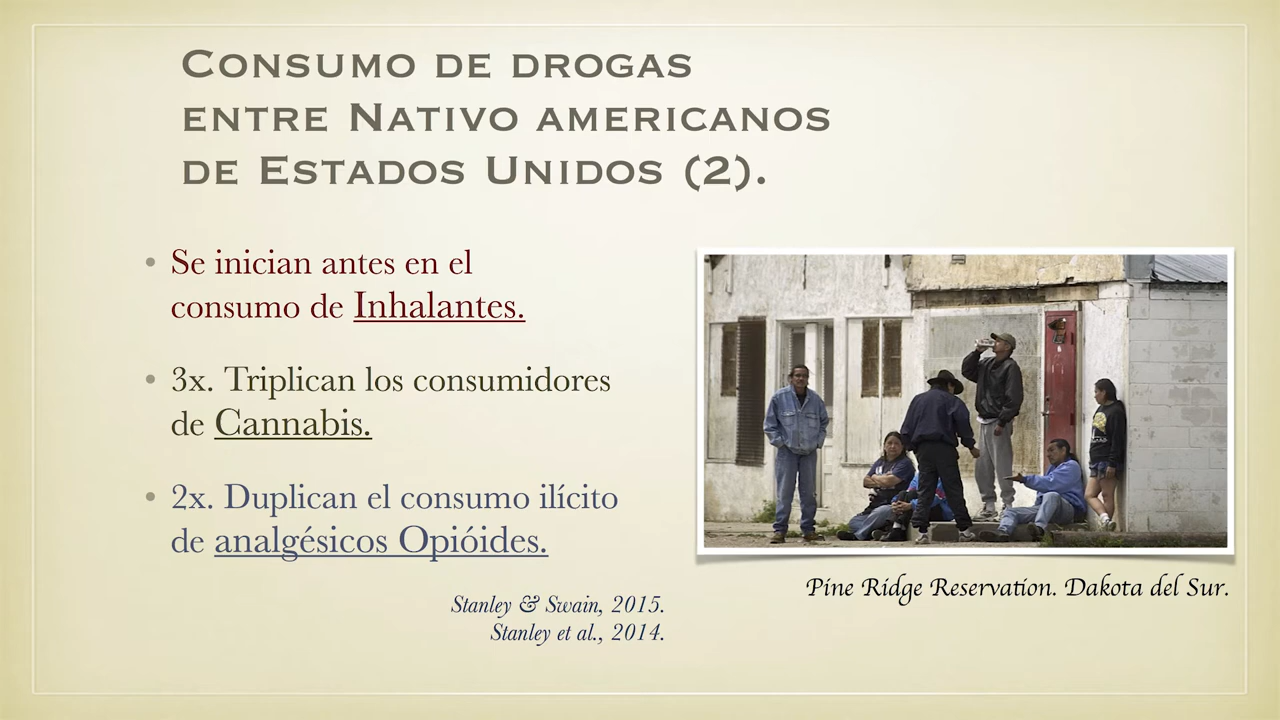 Consumo de drogas
entre Nativo americanos
de Estados Unidos (2).
• Se inician antes en el
consumo de Inhalantes.
• 3x. Triplican los consumidores
de Cannabis.
• 2x. Duplican el consumo ilícito
de analgésicos Opióides.
Stanley & Swain, 2015.
Stanley et al., 2014.
Pine Ridge Reservation. Dakota del Sur.